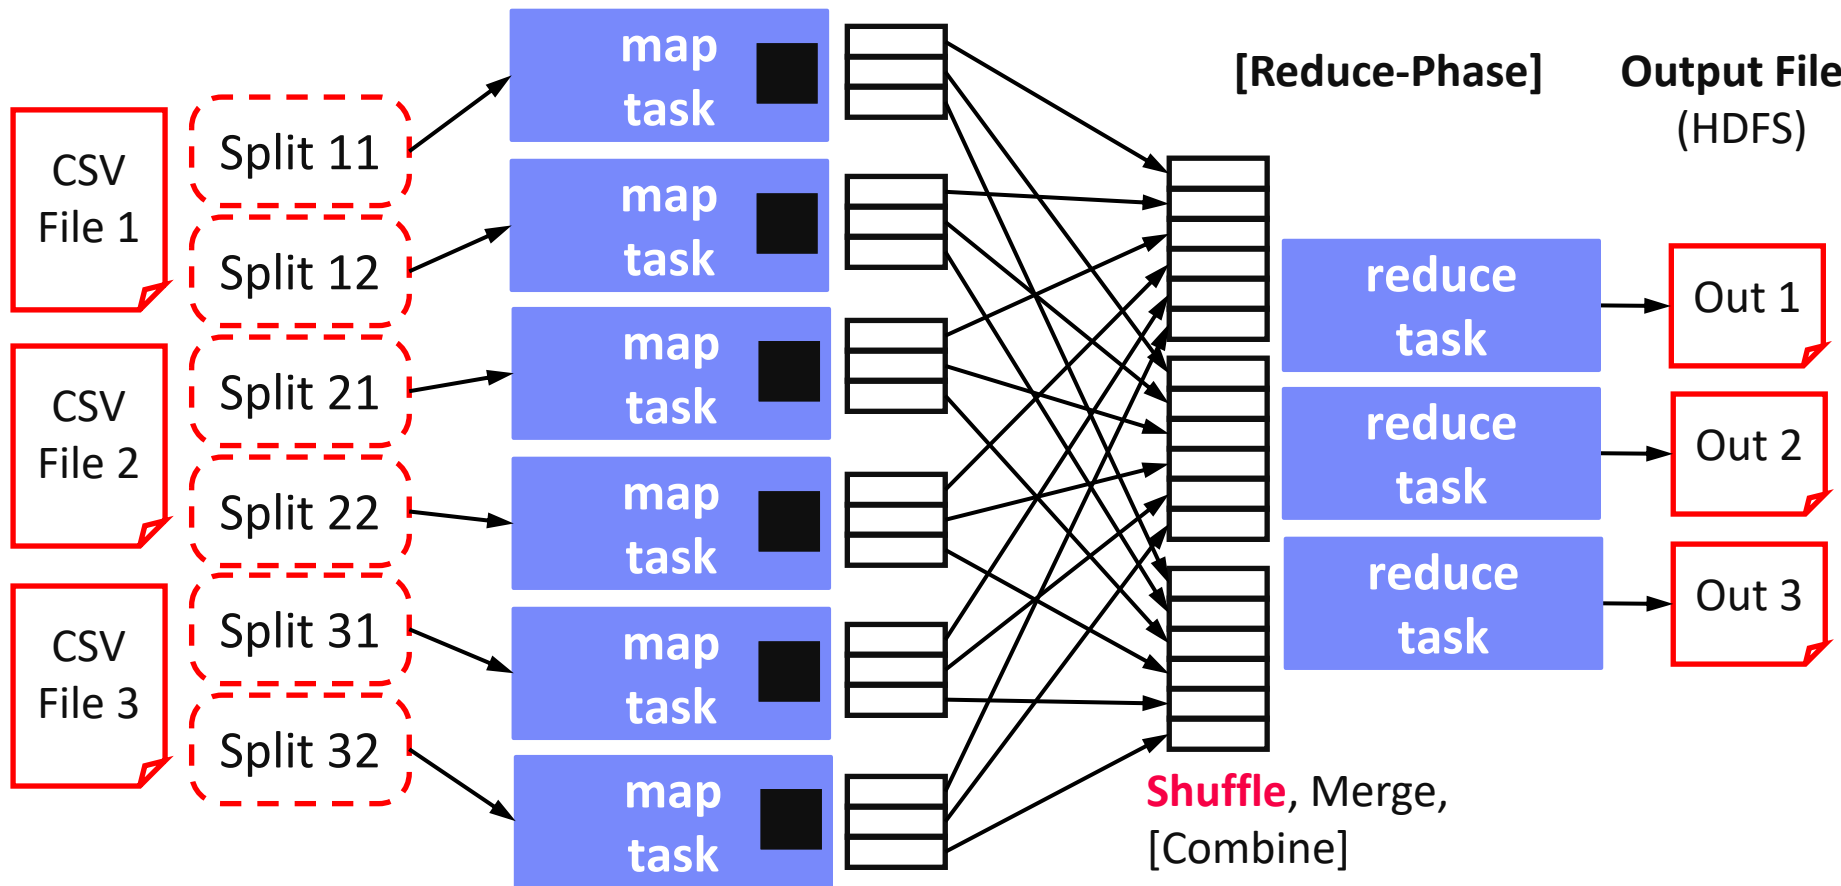 CSV
File 1
CSV
File 2
CSV
File 3
Split 11
Split 12
Split 21
Split 22
Split 31
Split 32
map
task
map
task
map
task
map
task
map
task
map
task
[Reduce-Phase]
Shuffle, Merge,
[Combine]
reduce
task
reduce
task
reduce
task
Output File
(HDFS)
Out 1
Out 2
Out 3